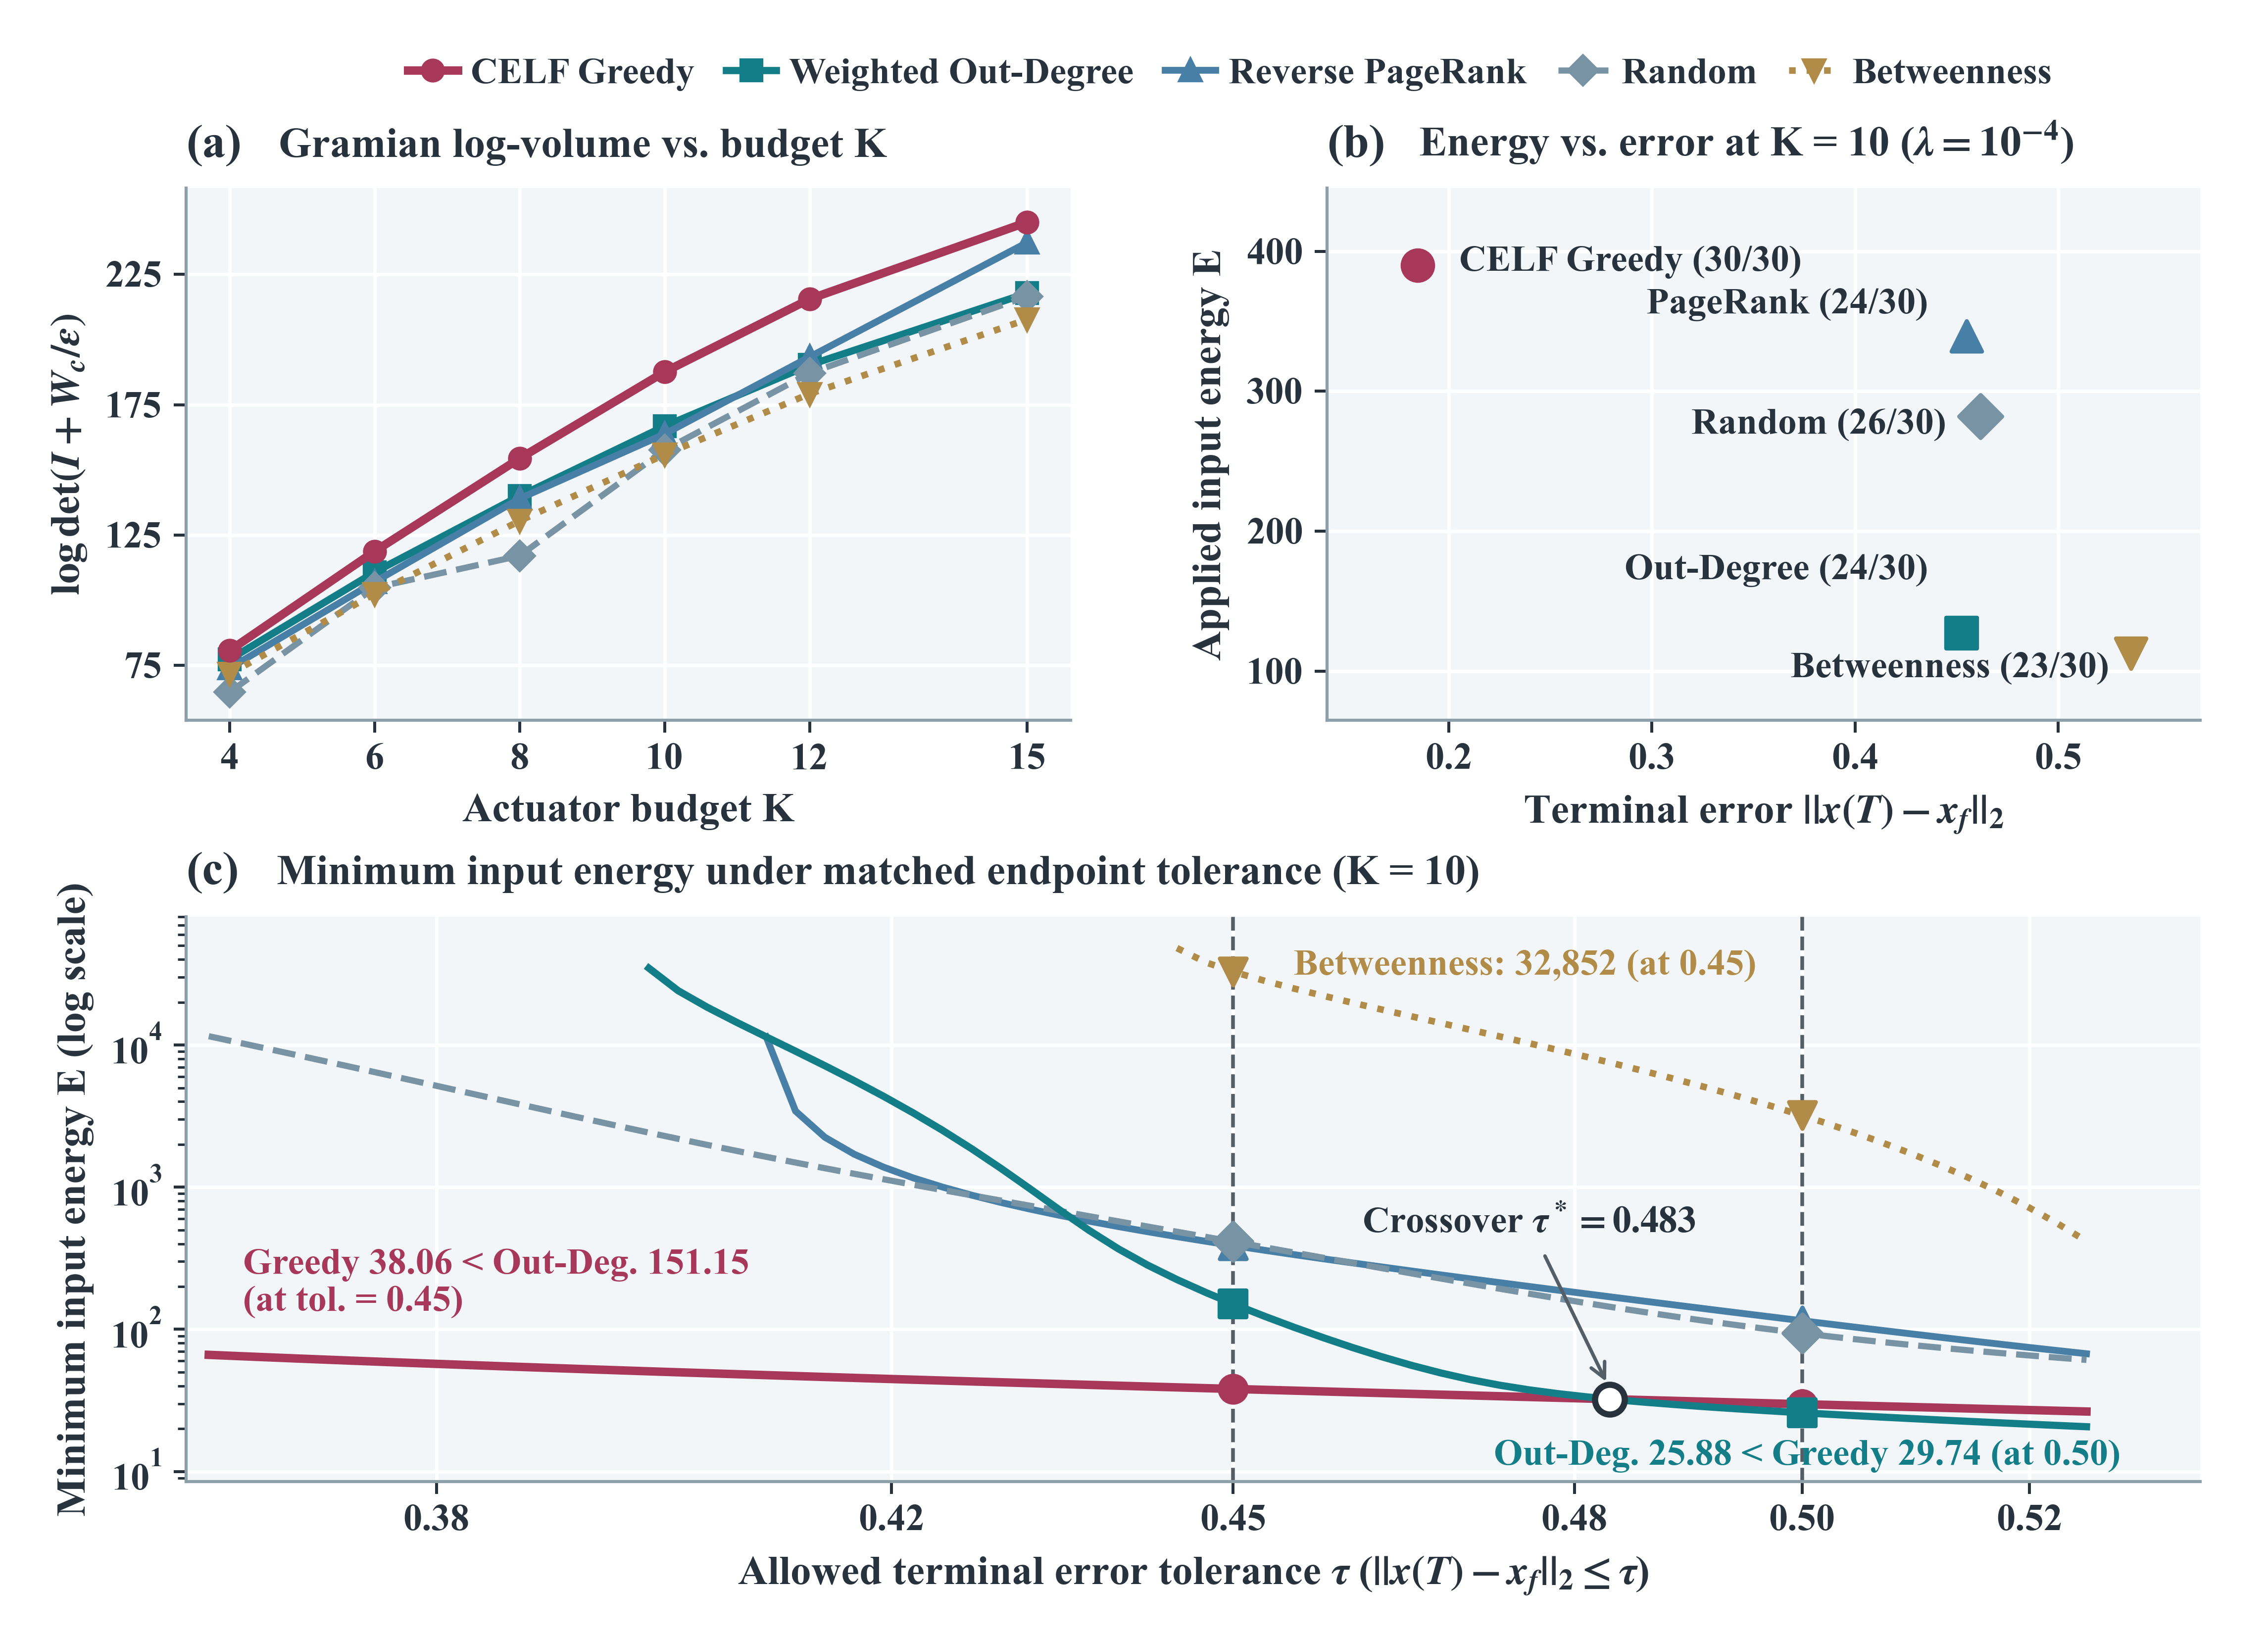 CELF Greedy Weighted Out-Degree Reverse PageRank Random Betweenness
(a) Gramian log-volume vs. budget K
log det(I + W_c/ε)
225
175
125
75
4 6 8 10 12 15
Actuator budget K
(b) Energy vs. error at K = 10 (λ = 10⁻⁴)
Applied input energy E
400
300
200
100
CELF Greedy (30/30)
PageRank (24/30)
Random (26/30)
Out-Degree (24/30)
Betweenness (23/30)
0.2 0.3 0.4 0.5
Terminal error ||x(T) − x_f||₂
(c) Minimum input energy under matched endpoint tolerance (K = 10)
Minimum input energy E (log scale)
10⁴
10³
10²
10¹
Betweenness: 32,852 (at 0.45)
Crossover τ* = 0.483
Greedy 38.06 < Out-Deg. 151.15
(at tol. = 0.45)
Out-Deg. 25.88 < Greedy 29.74 (at 0.50)
0.38 0.42 0.45 0.48 0.50 0.52
Allowed terminal error tolerance τ (||x(T) − x_f||₂ ≤ τ)